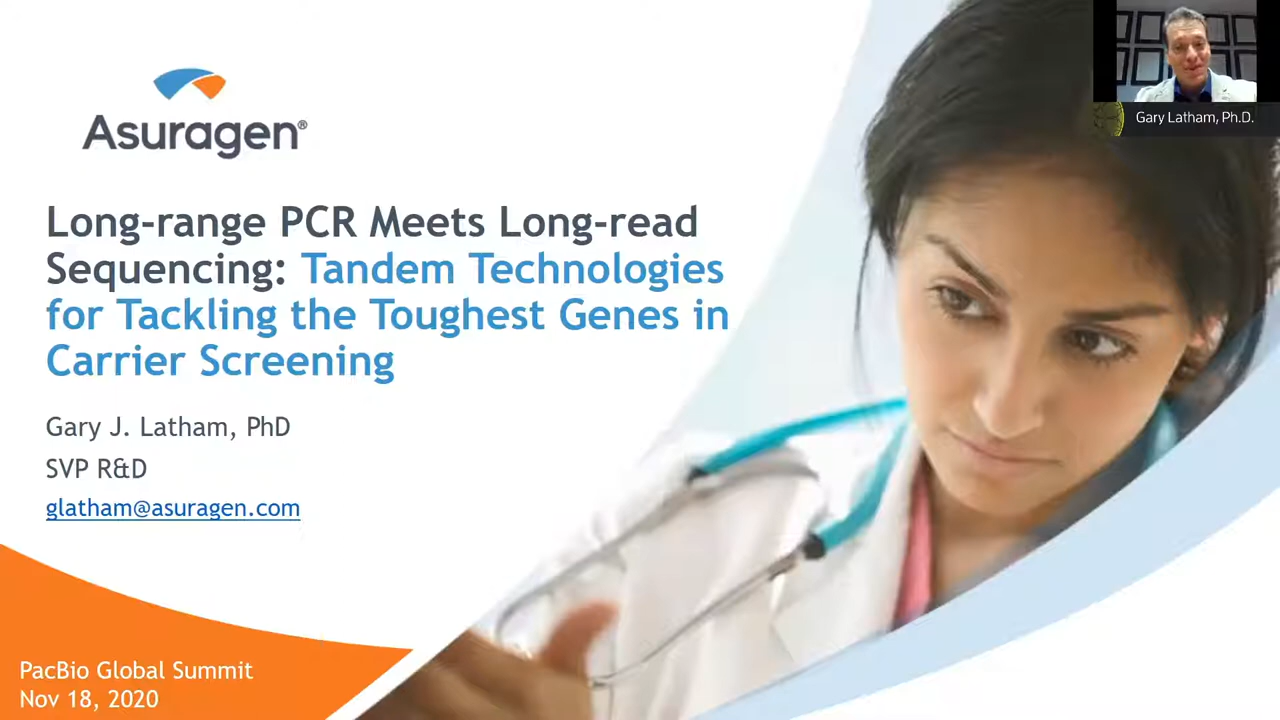 Gary Latham, Ph.D.
Asuragen®
Long-range PCR Meets Long-read
Sequencing: Tandem Technologies
for Tackling the Toughest Genes in
Carrier Screening
Gary J. Latham, PhD
SVP R&D
glatham@asuragen.com
PacBio Global Summit
Nov 18, 2020